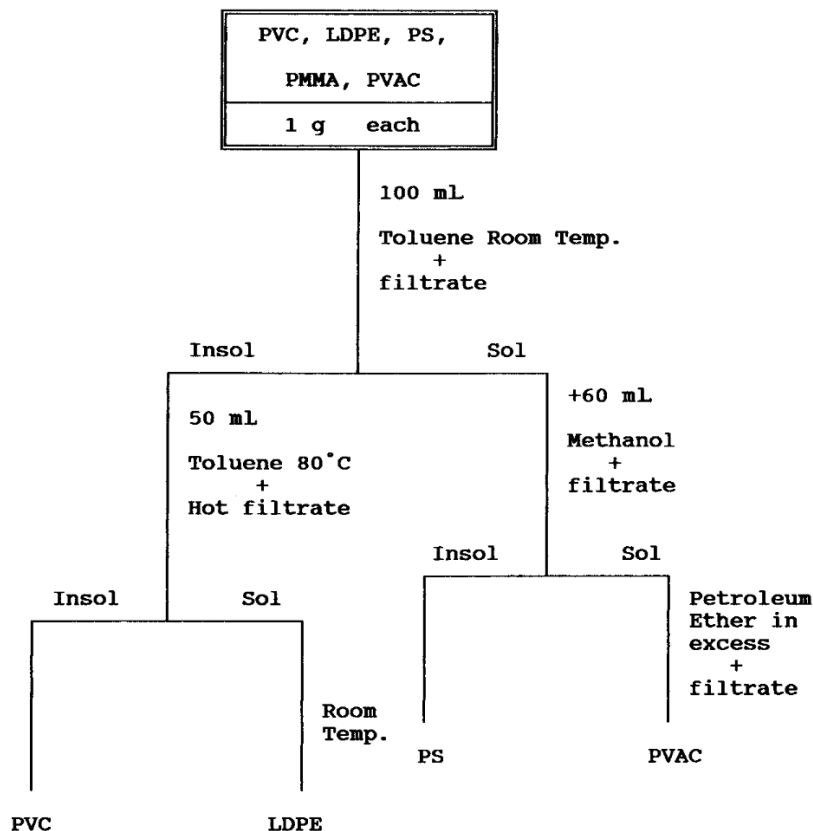 PVC, LDPE, PS,
PMMA, PVAC
1 g each
100 mL
Toluene Room Temp.
+
filtrate
Insol
Sol
50 mL
Toluene 80°C
+
Hot filtrate
+60 mL
Methanol
+
filtrate
Insol
Sol
Insol
Sol
Petroleum
Ether in
excess
+
filtrate
Room
Temp.
PS
PVAC
PVC
LDPE